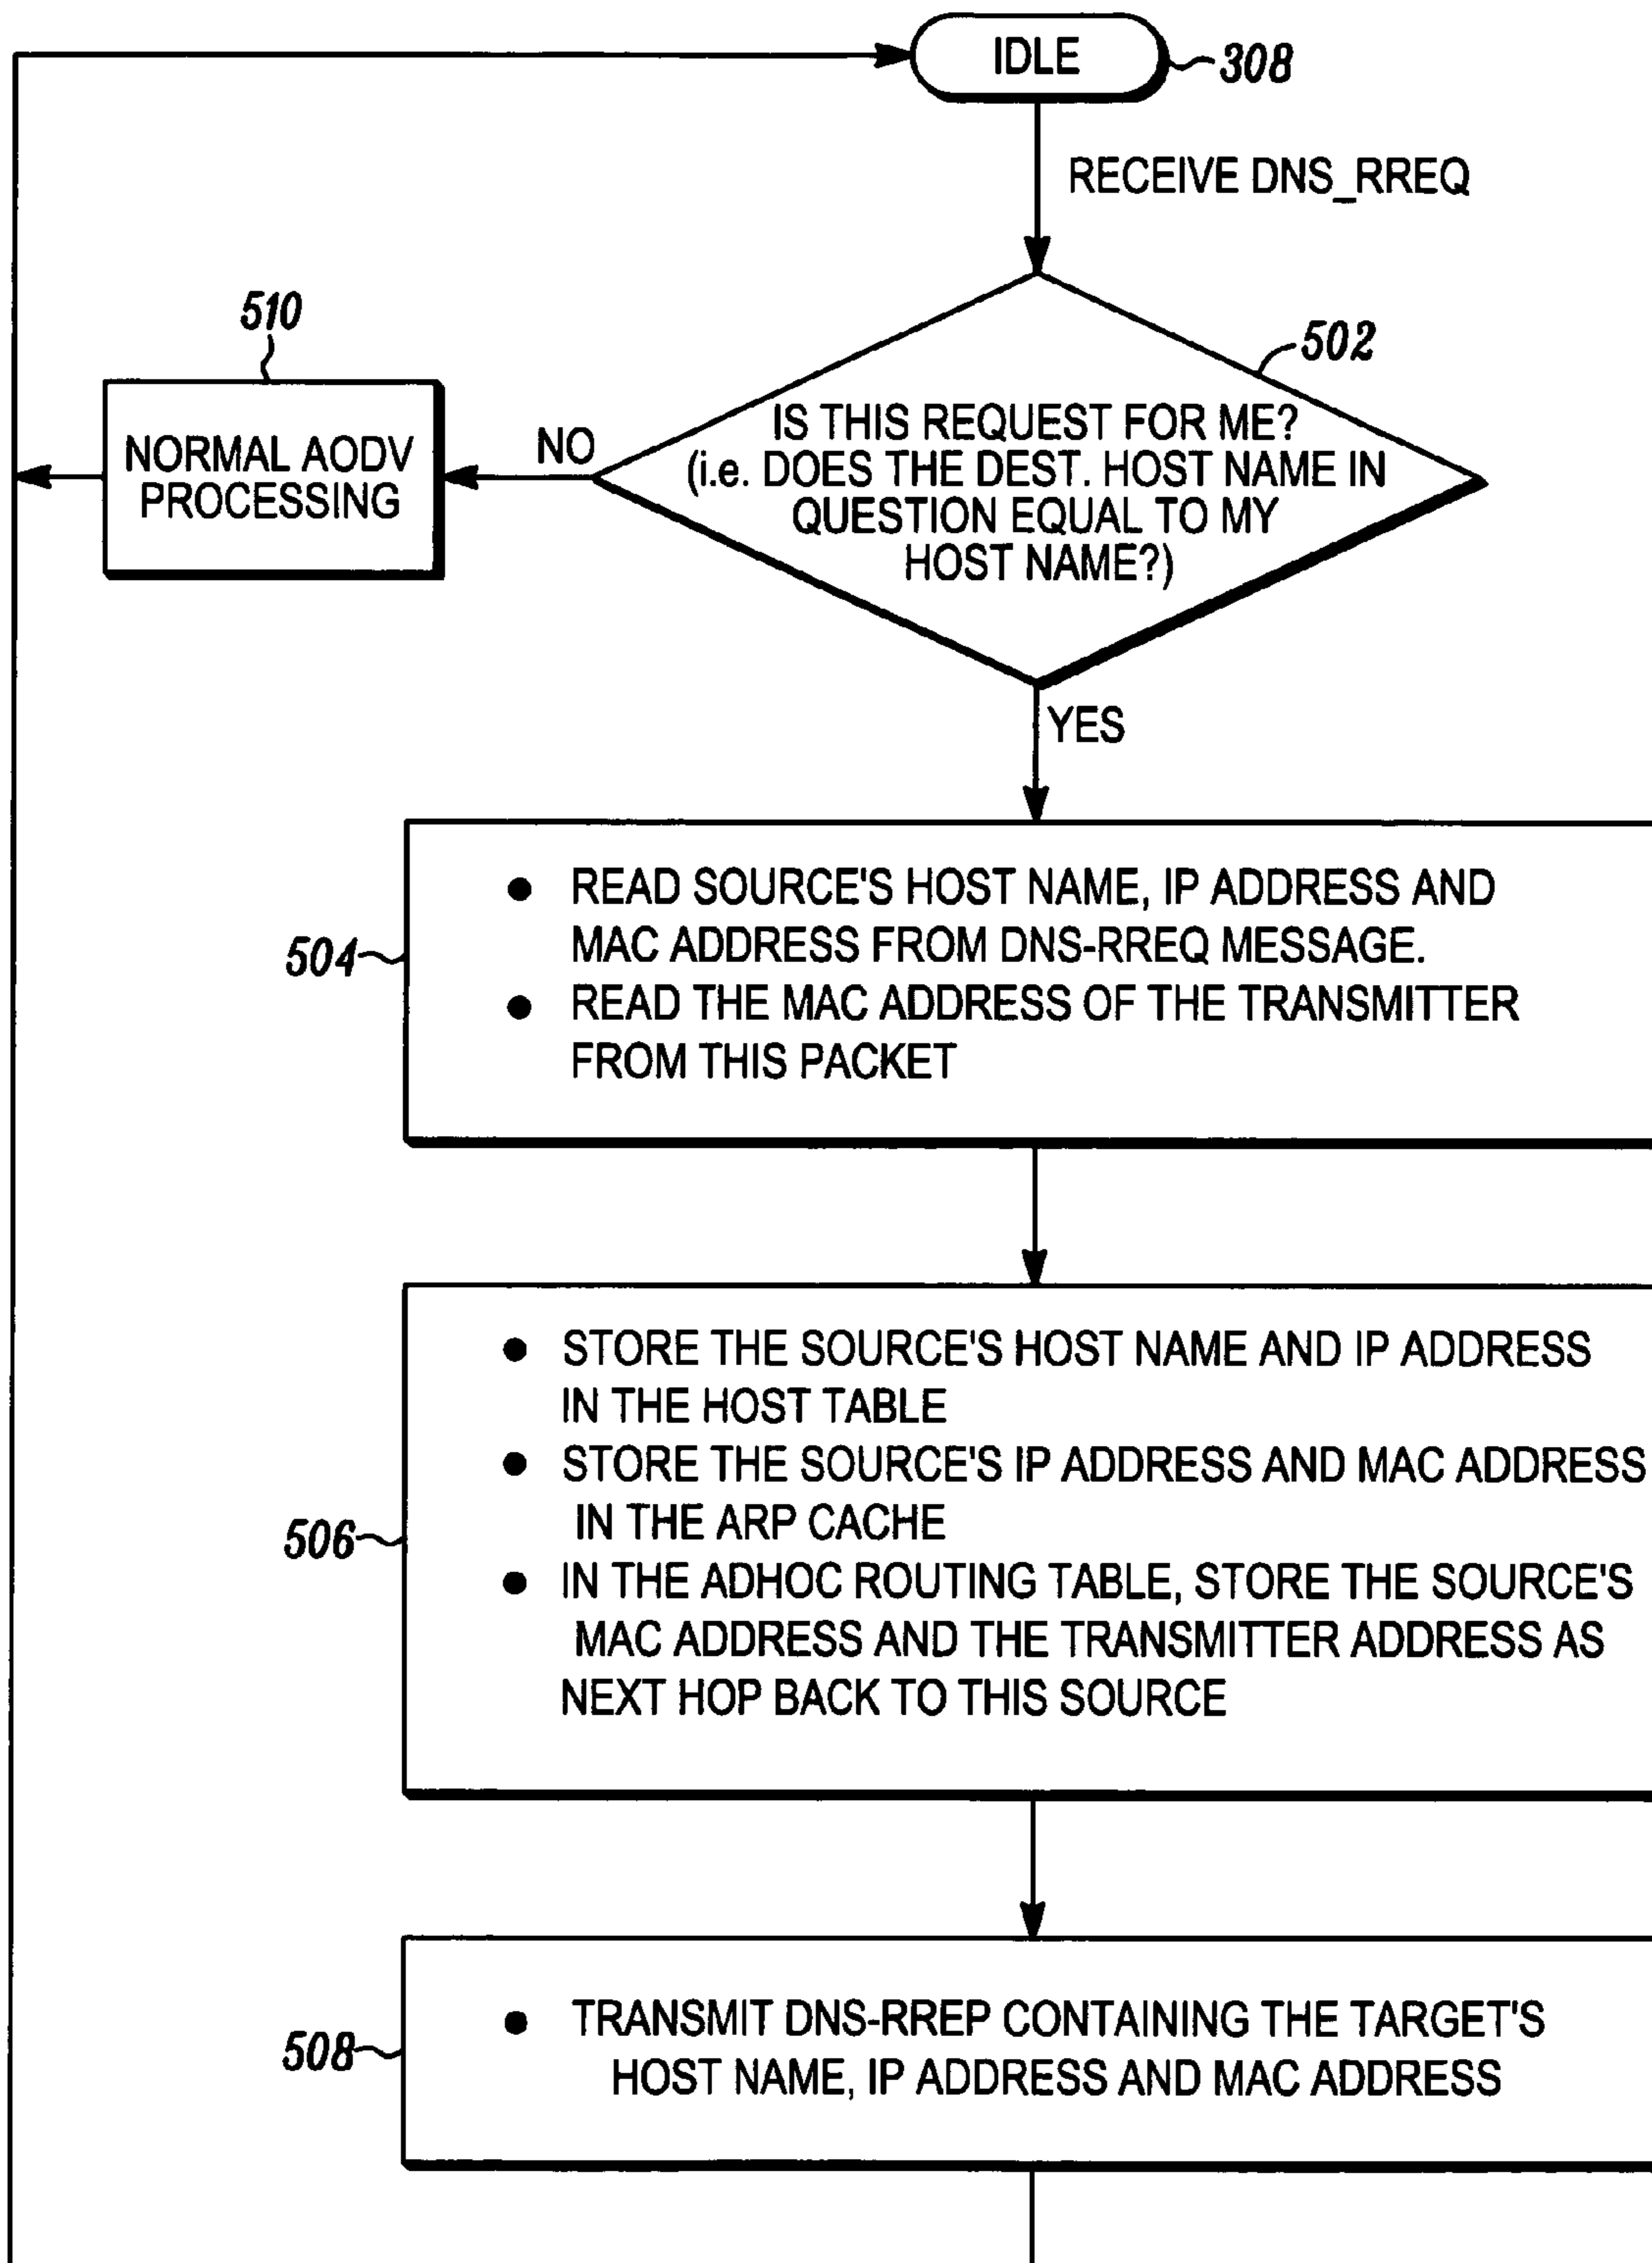 IDLE
308
RECEIVE DNS_RREQ
510
502
NORMAL AODV
PROCESSING
NO
IS THIS REQUEST FOR ME?
(i.e. DOES THE DEST. HOST NAME IN
QUESTION EQUAL TO MY
HOST NAME?)
YES
504
● READ SOURCE'S HOST NAME, IP ADDRESS AND
MAC ADDRESS FROM DNS-RREQ MESSAGE.
● READ THE MAC ADDRESS OF THE TRANSMITTER
FROM THIS PACKET
506
● STORE THE SOURCE'S HOST NAME AND IP ADDRESS
IN THE HOST TABLE
● STORE THE SOURCE'S IP ADDRESS AND MAC ADDRESS
IN THE ARP CACHE
● IN THE ADHOC ROUTING TABLE, STORE THE SOURCE'S
MAC ADDRESS AND THE TRANSMITTER ADDRESS AS
NEXT HOP BACK TO THIS SOURCE
508
● TRANSMIT DNS-RREP CONTAINING THE TARGET'S
HOST NAME, IP ADDRESS AND MAC ADDRESS